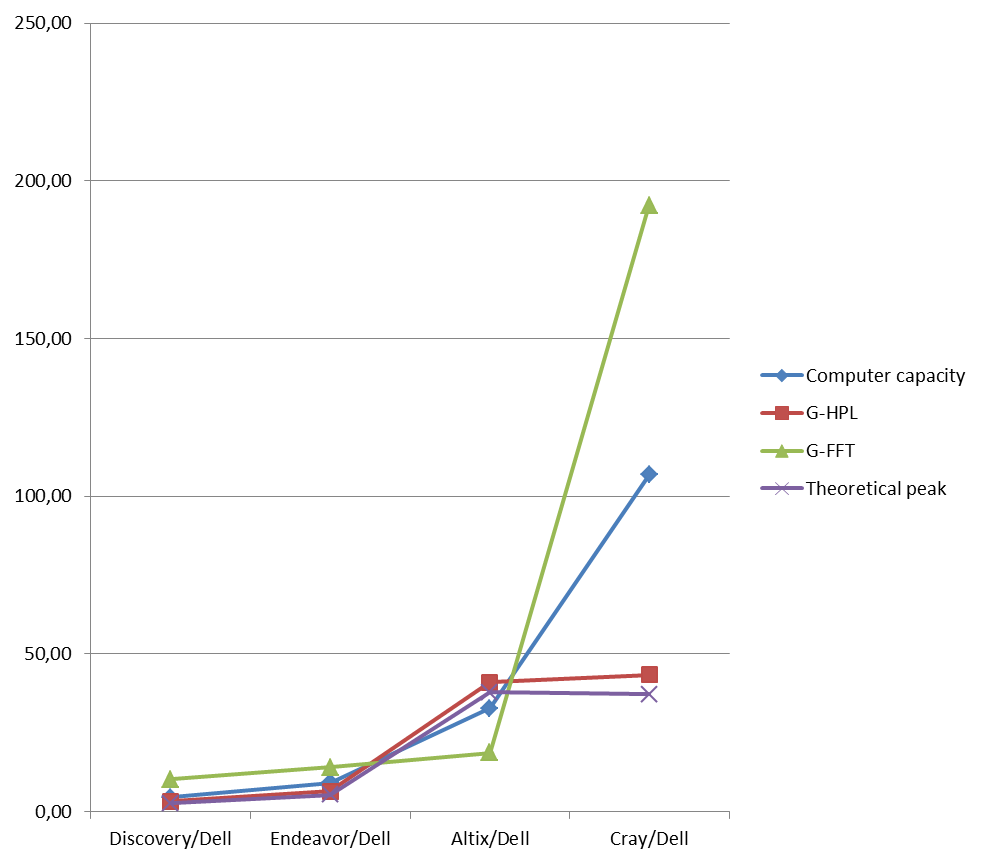 250,00
200,00
150,00
100,00
50,00
0,00
Discovery/Dell
Endeavor/Dell
Altix/Dell
Cray/Dell
Computer capacity
G-HPL
G-FFT
Theoretical peak